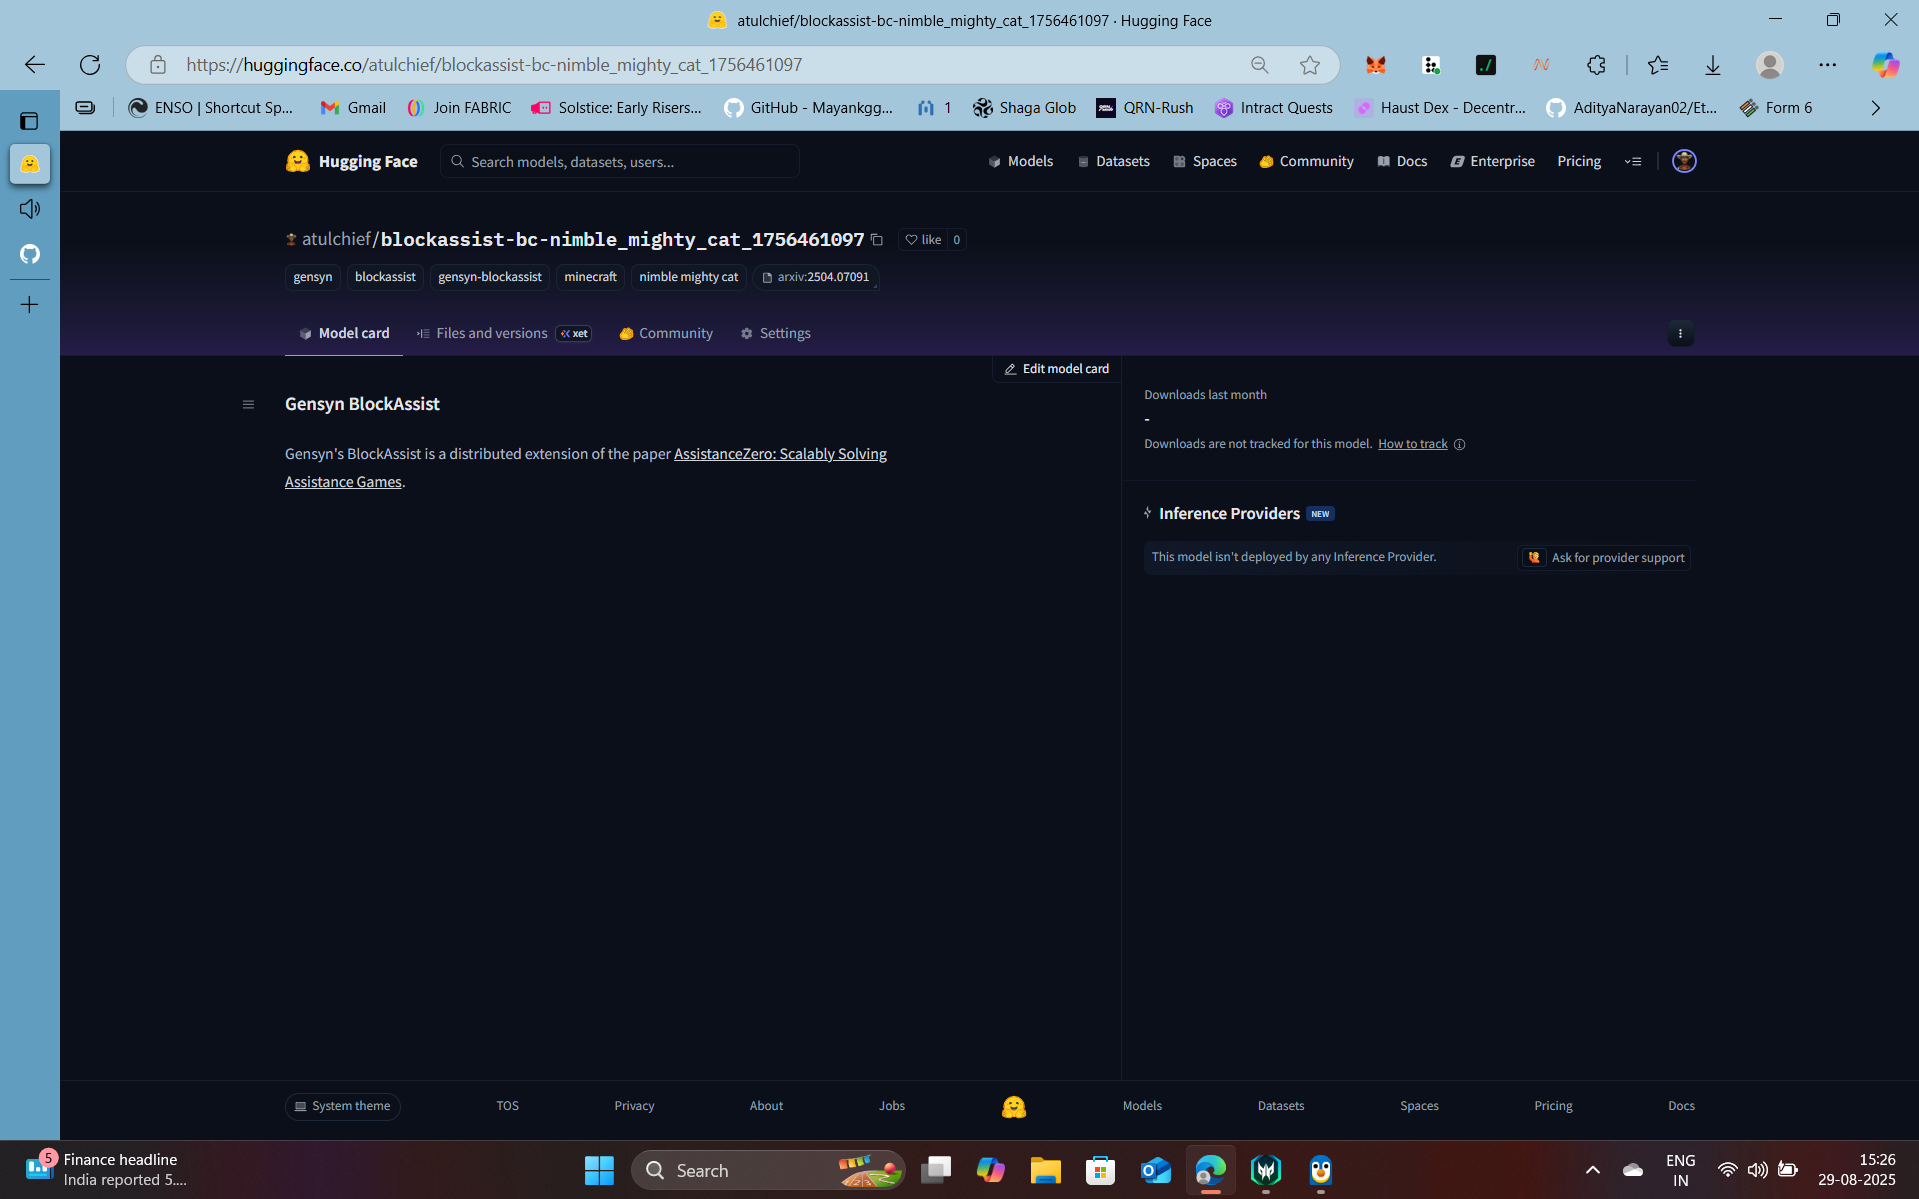 atulchief/blockassist-bc-nimble_mighty_cat_1756461097 · Hugging Face
https://huggingface.co/atulchief/blockassist-bc-nimble_mighty_cat_1756461097
ENSO | Shortcut Sp... Gmail Join FABRIC Solstice: Early Risers... GitHub - Mayankgg... 1 Shaga Glob QRN-Rush Intract Quests Haust Dex - Decentr... AdityaNarayan02/Et... Form 6
Hugging Face Search models, datasets, users... Models Datasets Spaces Community Docs Enterprise Pricing
atulchief/blockassist-bc-nimble_mighty_cat_1756461097 like 0
gensyn blockassist gensyn-blockassist minecraft nimble mighty cat arxiv:2504.07091
Model card Files and versions xet Community Settings
Edit model card
Gensyn BlockAssist
Gensyn's BlockAssist is a distributed extension of the paper AssistanceZero: Scalably Solving
Assistance Games.
Downloads last month
-
Downloads are not tracked for this model. How to track
Inference Providers NEW
This model isn't deployed by any Inference Provider. Ask for provider support
System theme TOS Privacy About Jobs Models Datasets Spaces Pricing Docs
5 Finance headline
India reported 5....
Search
ENG
IN
15:26
29-08-2025